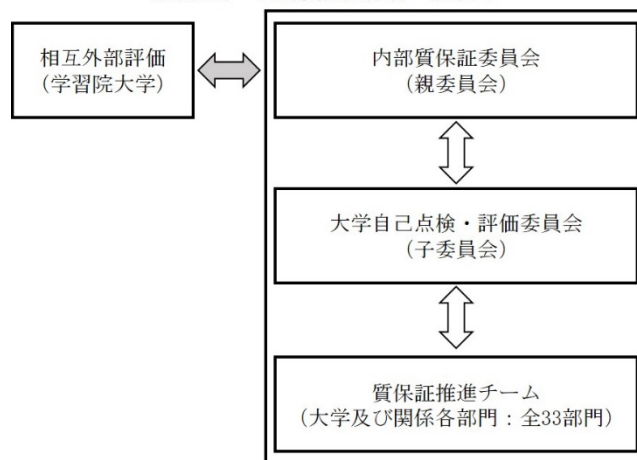 相互外部評価
(学習院大学)
内部質保証委員会
(親委員会)
大学自己点検・評価委員会
(子委員会)
質保証推進チーム
(大学及び関係各部門：全33部門)